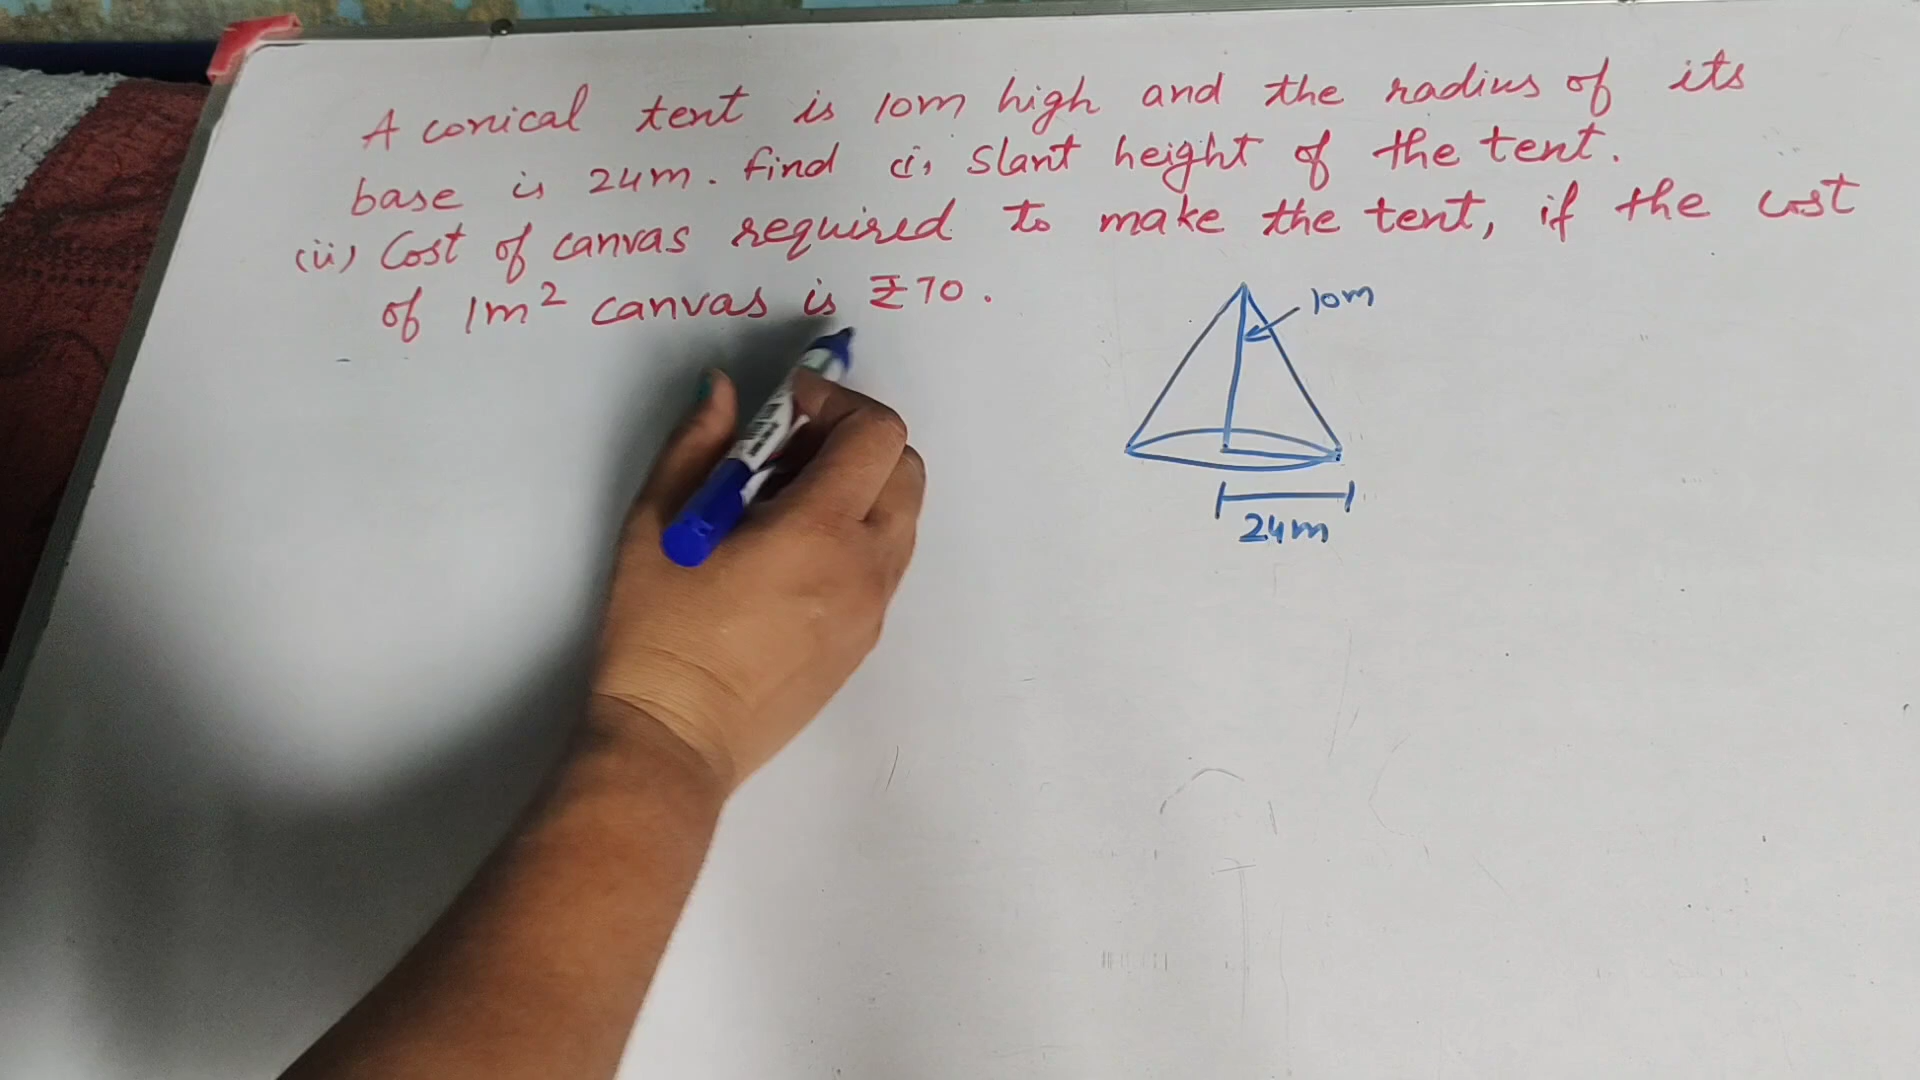 A conical tent is 10m high and the radius of its
base is 24m. find (i) Slant height of the tent.
(ii) Cost of canvas required to make the tent, if the cost
of 1m² canvas is ₹70.
10m
24m